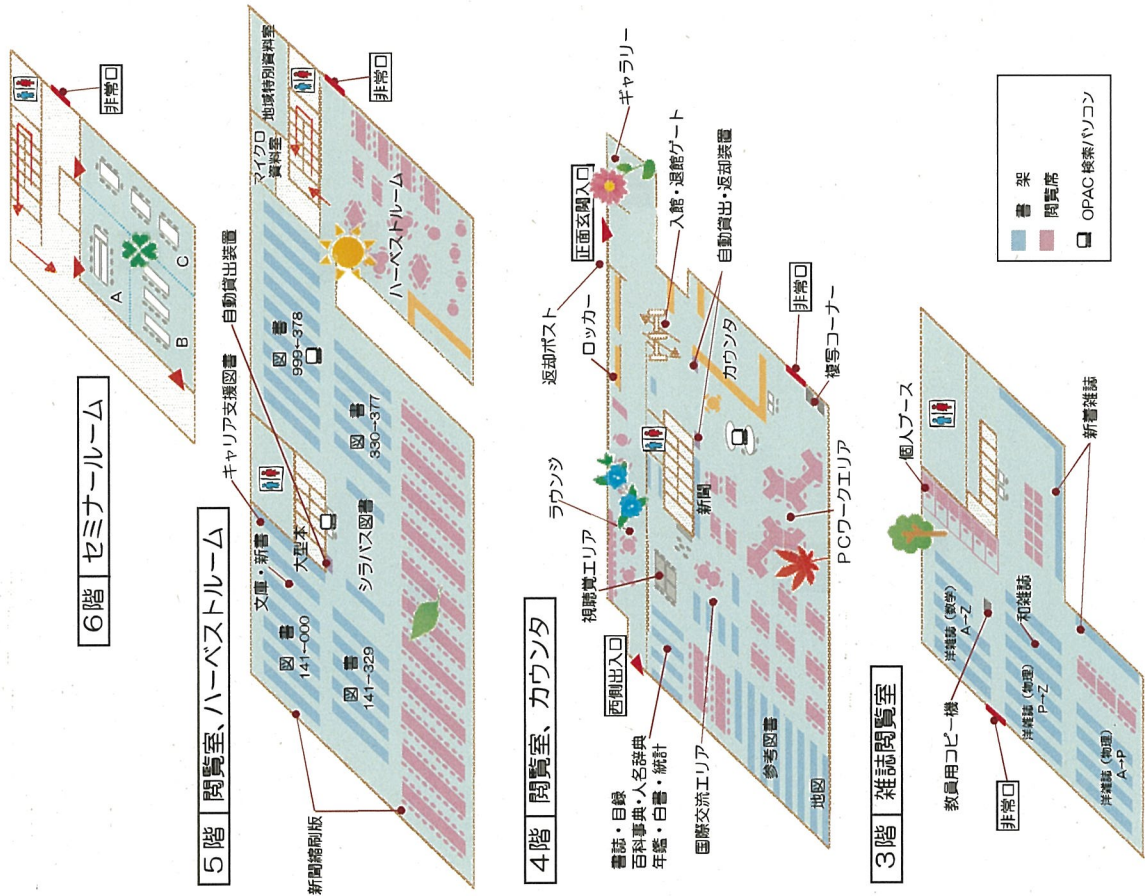 6階 セミナールーム
非常口
A
B
C
5階 閲覧室、ハーベストルーム
新聞縮刷版
図書
141←000
図書
141→329
文庫・新書
キャリア支援図書
大型本
自動貸出装置
シラバス図書
図書
999←378
図書
330→377
マイクロ
資料室
地域特別資料室
非常口
ハーベストルーム
4階 閲覧室、カウンタ
書誌・目録
百科事典・人名辞典
年鑑・白書・統計
国際交流エリア
西側出入口
視聴覚エリア
ラウンジ
返却ポスト
ロッカー
正面玄関入口
ギャラリー
入館・退館ゲート
自動貸出・返却装置
カウンタ
非常口
複写コーナー
新聞
PCワークエリア
参考図書
地図
3階 雑誌閲覧室
教員用コピー機
非常口
個人ブース
洋雑誌(数学)
A→Z
洋雑誌(物理)
P→Z
和雑誌
洋雑誌(物理)
A→P
新着雑誌
書架
閲覧席
OPAC検索パソコン